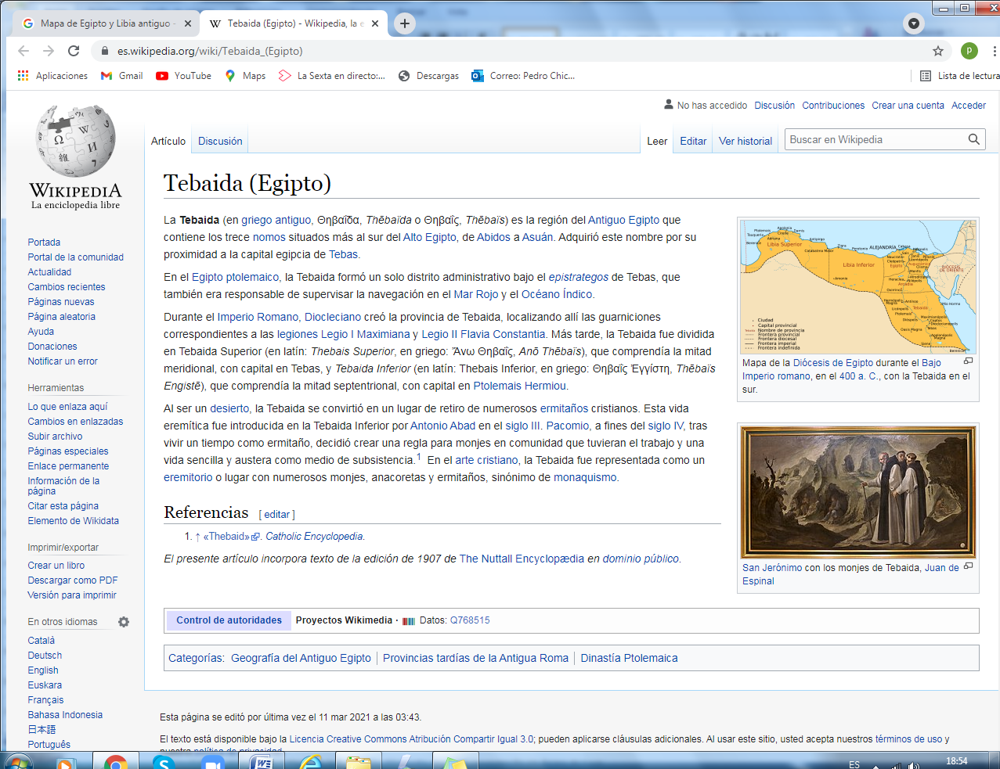 Mapa de Egipto y Libia antiguo
Tebaida (Egipto) - Wikipedia, la e
es.wikipedia.org/wiki/Tebaida_(Egipto)
p
Aplicaciones
Gmail
YouTube
Maps
La Sexta en directo:...
Descargas
Correo: Pedro Chic...
Lista de lectura
No has accedido Discusión Contribuciones Crear una cuenta Acceder
Artículo Discusión
Leer Editar Ver historial
Buscar en Wikipedia
WIKIPEDIA
La enciclopedia libre
Portada
Portal de la comunidad
Actualidad
Cambios recientes
Páginas nuevas
Página aleatoria
Ayuda
Donaciones
Notificar un error
Herramientas
Lo que enlaza aquí
Cambios en enlazadas
Subir archivo
Páginas especiales
Enlace permanente
Información de la
página
Citar esta página
Elemento de Wikidata
Imprimir/exportar
Crear un libro
Descargar como PDF
Versión para imprimir
En otros idiomas
Català
Deutsch
English
Euskara
Français
Bahasa Indonesia
日本語
Português
Tebaida (Egipto)
La Tebaida (en griego antiguo, Θηβαΐδα, Thēbaïda o Θηβαΐς, Thēbaïs) es la región del Antiguo Egipto que
contiene los trece nomos situados más al sur del Alto Egipto, de Abidos a Asuán. Adquirió este nombre por su
proximidad a la capital egipcia de Tebas.
En el Egipto ptolemaico, la Tebaida formó un solo distrito administrativo bajo el epistrategos de Tebas, que
también era responsable de supervisar la navegación en el Mar Rojo y el Océano Índico.
Durante el Imperio Romano, Diocleciano creó la provincia de Tebaida, localizando allí las guarniciones
correspondientes a las legiones Legio I Maximiana y Legio II Flavia Constantia. Más tarde, la Tebaida fue dividida
en Tebaida Superior (en latín: Thebais Superior, en griego: Ἄνω Θηβαΐς, Anō Thēbaïs), que comprendía la mitad
meridional, con capital en Tebas, y Tebaida Inferior (en latín: Thebais Inferior, en griego: Θηβαΐς Ἐγγίστη, Thēbaïs
Engistē), que comprendía la mitad septentrional, con capital en Ptolemais Hermiou.
Al ser un desierto, la Tebaida se convirtió en un lugar de retiro de numerosos ermitaños cristianos. Esta vida
eremítica fue introducida en la Tebaida Inferior por Antonio Abad en el siglo III. Pacomio, a fines del siglo IV, tras
vivir un tiempo como ermitaño, decidió crear una regla para monjes en comunidad que tuvieran el trabajo y una
vida sencilla y austera como medio de subsistencia.1 En el arte cristiano, la Tebaida fue representada como un
eremitorio o lugar con numerosos monjes, anacoretas y ermitaños, sinónimo de monaquismo.
Referencias [ editar ]
1. ↑ «Thebaid». Catholic Encyclopedia.
El presente artículo incorpora texto de la edición de 1907 de The Nuttall Encyclopædia en dominio público.
Libia Superior
Libia Inferior
ALEJANDRÍA
Arcadia
Tebaida
DIÓCESIS
DE ORIENTE
Ciudad
Capital provincial
Nombre de provincia
Frontera provincial
Frontera diocesal
Frontera imperial
Frontera indefinida
Mapa de la Diócesis de Egipto durante el Bajo
Imperio romano, en el 400 a. C., con la Tebaida en el
sur.
San Jerónimo con los monjes de Tebaida, Juan de
Espinal
Control de autoridades Proyectos Wikimedia · Datos: Q768515
Categorías: Geografía del Antiguo Egipto | Provincias tardías de la Antigua Roma | Dinastía Ptolemaica
Esta página se editó por última vez el 11 mar 2021 a las 03:43.
El texto está disponible bajo la Licencia Creative Commons Atribución Compartir Igual 3.0; pueden aplicarse cláusulas adicionales. Al usar este sitio, usted acepta nuestros términos de uso y
nuestra política de privacidad.
ES
18:54